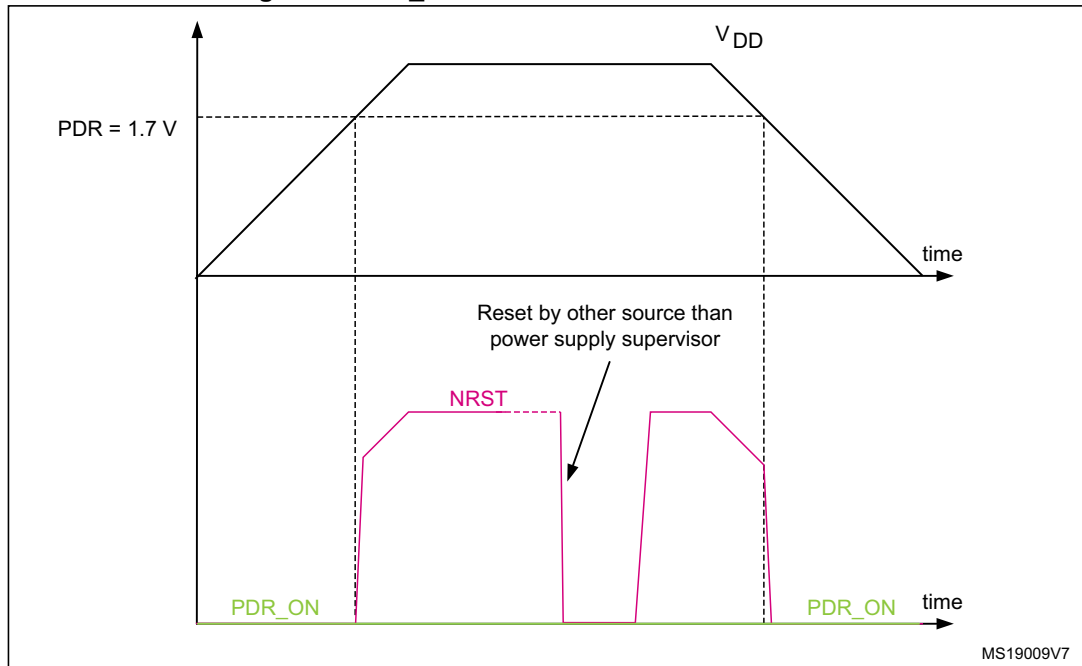 V DD
PDR = 1.7 V
time
Reset by other source than
power supply supervisor
NRST
PDR_ON
PDR_ON
time
MS19009V7